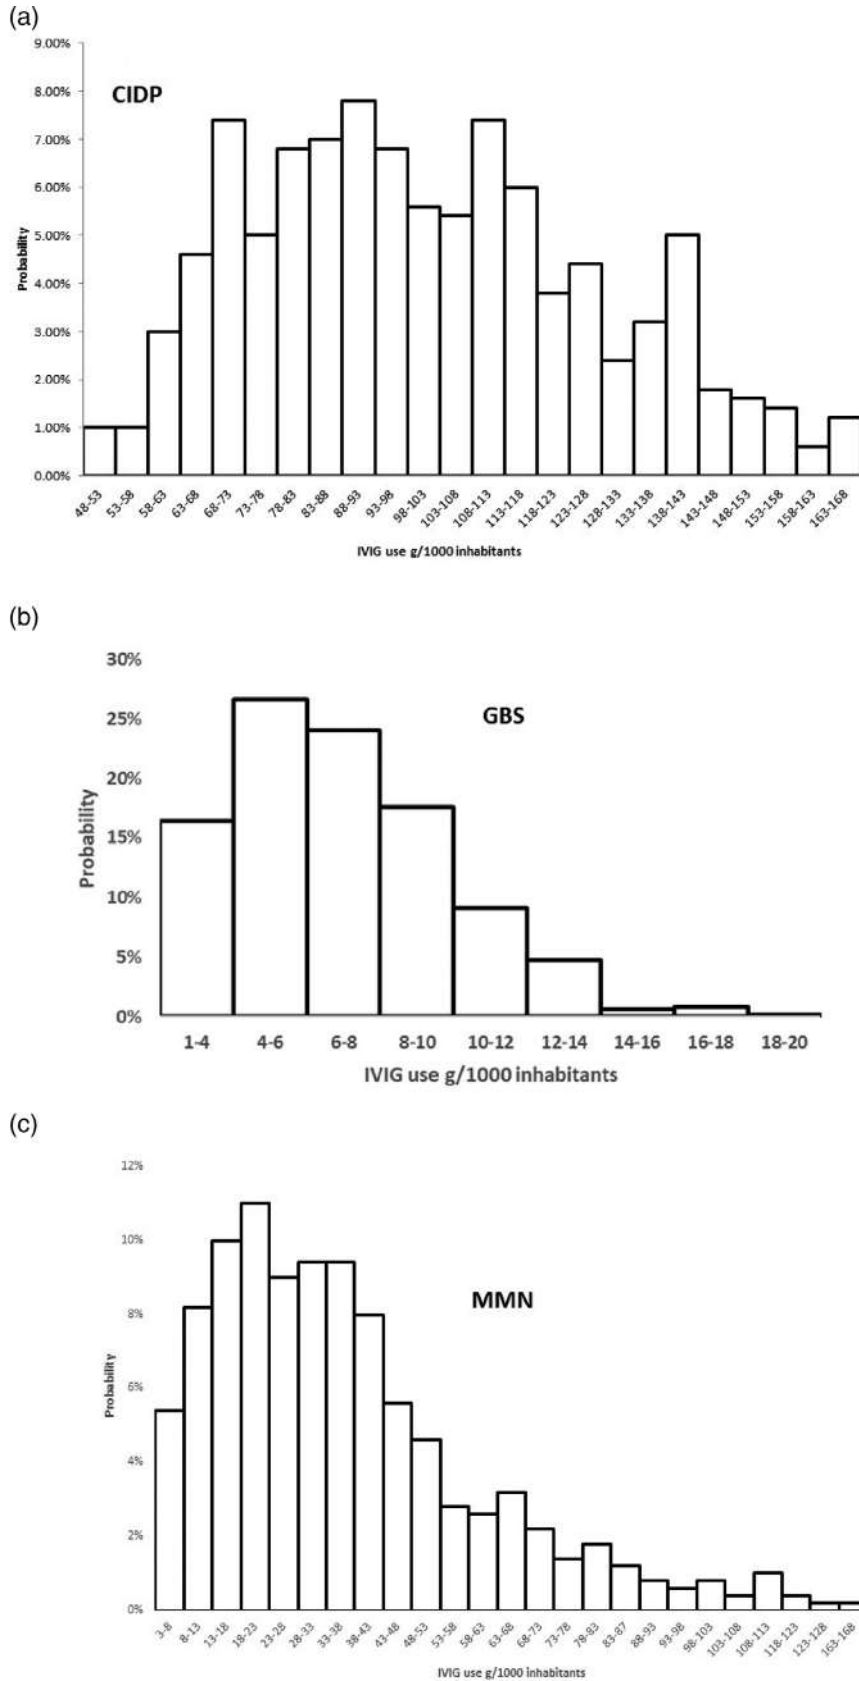 (a)
9.00%
CIDP
8.00%
7.00%
6.00%
5.00%
4.00%
3.00%
2.00%
1.00%
0.00%
Probability
48-53 53-58 58-63 63-68 68-73 73-78 78-83 83-88 88-93 93-98 98-103 103-108 108-113 113-118 118-123 123-128 128-133 133-138 138-143 143-148 148-153 153-158 158-163 163-168
IVIG use g/1000 inhabitants
(b)
30%
GBS
25%
20%
15%
10%
5%
0%
Probability
1-4 4-6 6-8 8-10 10-12 12-14 14-16 16-18 18-20
IVIG use g/1000 inhabitants
(c)
12%
10%
MMN
8%
6%
4%
2%
0%
Probability
3-8 8-13 13-18 18-23 23-28 28-33 33-38 38-43 43-48 48-53 53-58 58-63 63-68 68-73 73-78 78-83 83-87 88-93 93-98 98-103 103-108 108-113 118-123 123-128 163-168
IVIG use g/1000 inhabitants